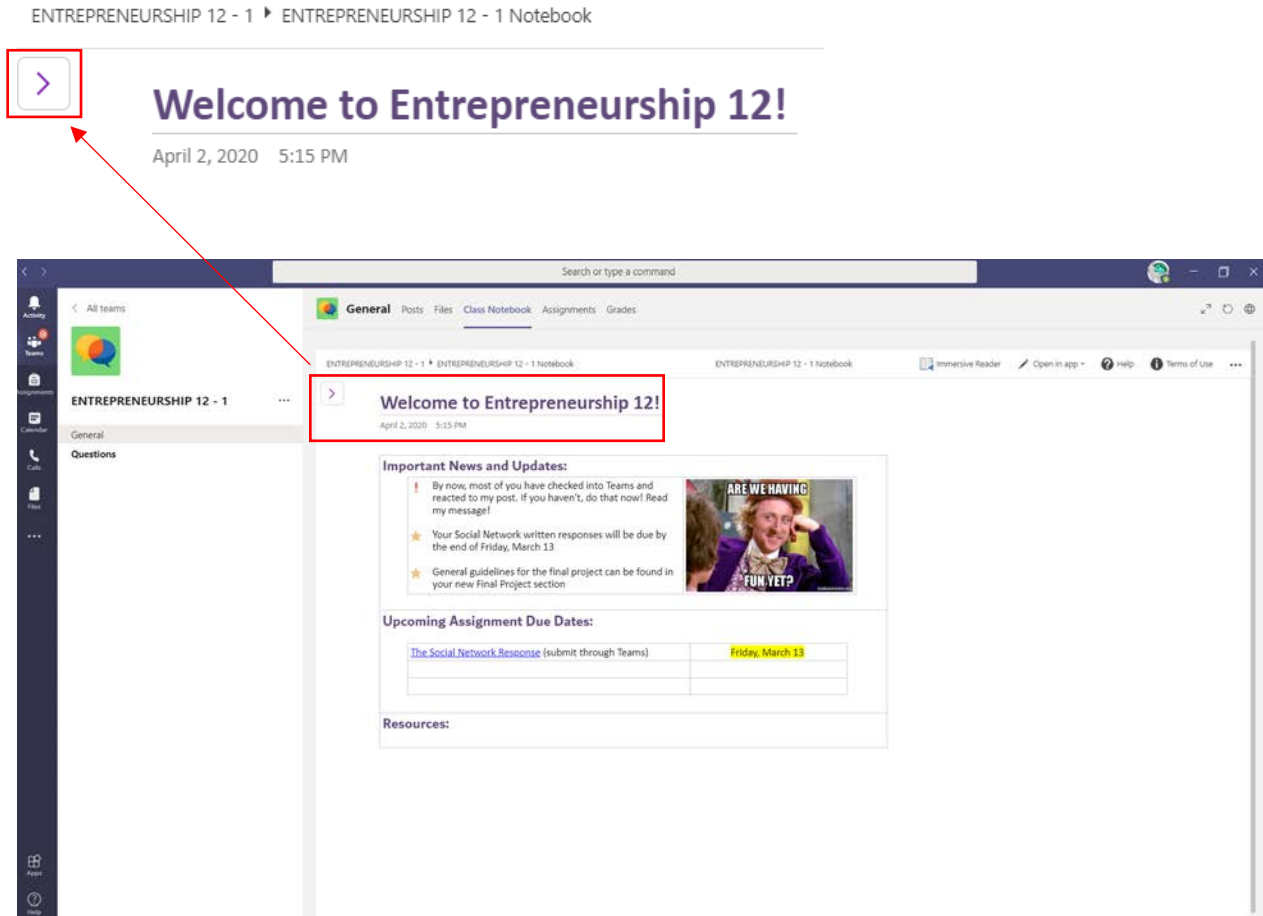 ENTREPRENEURSHIP 12 - 1 ENTREPRENEURSHIP 12 - 1 Notebook
Welcome to Entrepreneurship 12!
April 2, 2020 5:15 PM
Search or type a command
Activity
Teams
Assignments
Calendar
Calls
Files
Apps
Help
All teams
ENTREPRENEURSHIP 12 - 1
General
Questions
General Posts Files Class Notebook Assignments Grades
ENTREPRENEURSHIP 12 - 1 ENTREPRENEURSHIP 12 - 1 Notebook ENTREPRENEURSHIP 12 - 1 Notebook Immersive Reader Open in app Help Terms of Use
Welcome to Entrepreneurship 12!
April 2, 2020 5:15 PM
Important News and Updates:
By now, most of you have checked into Teams and
reacted to my post. If you haven't, do that now! Read
my message!
Your Social Network written responses will be due by
the end of Friday, March 13
General guidelines for the final project can be found in
your new Final Project section
ARE WE HAVING
FUN YET?
Upcoming Assignment Due Dates:
The Social Network Response (submit through Teams) Friday, March 13
Resources: